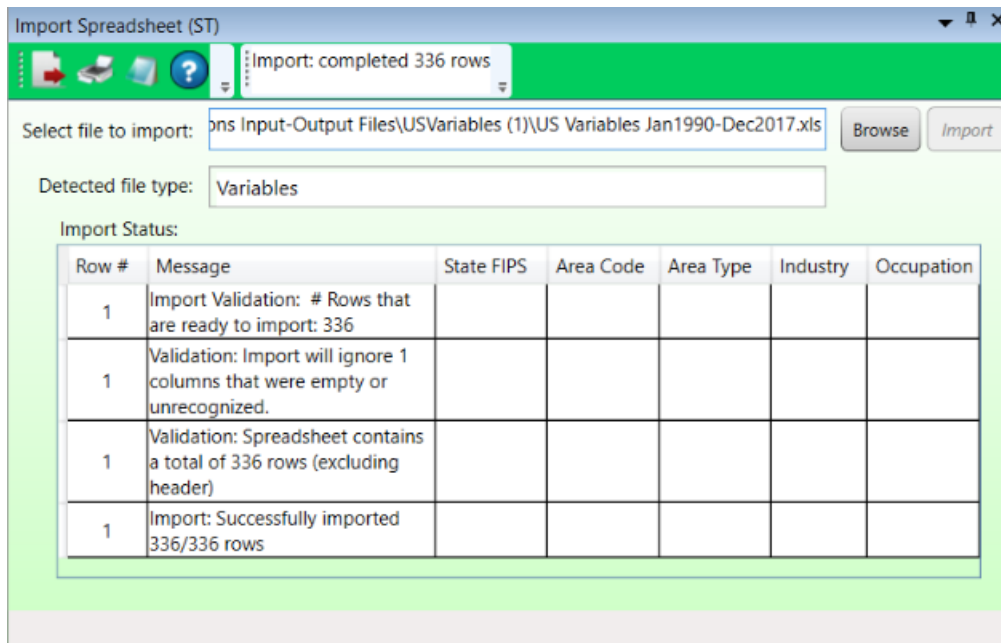 Import Spreadsheet (ST)
?
Import: completed 336 rows
Select file to import:
ons Input-Output Files\USVariables (1)\US Variables Jan1990-Dec2017.xls
Browse
Import
Detected file type:
Variables
Import Status:
Row # Message State FIPS Area Code Area Type Industry Occupation
1
Import Validation: # Rows that
are ready to import: 336
1
Validation: Import will ignore 1
columns that were empty or
unrecognized.
1
Validation: Spreadsheet contains
a total of 336 rows (excluding
header)
1
Import: Successfully imported
336/336 rows